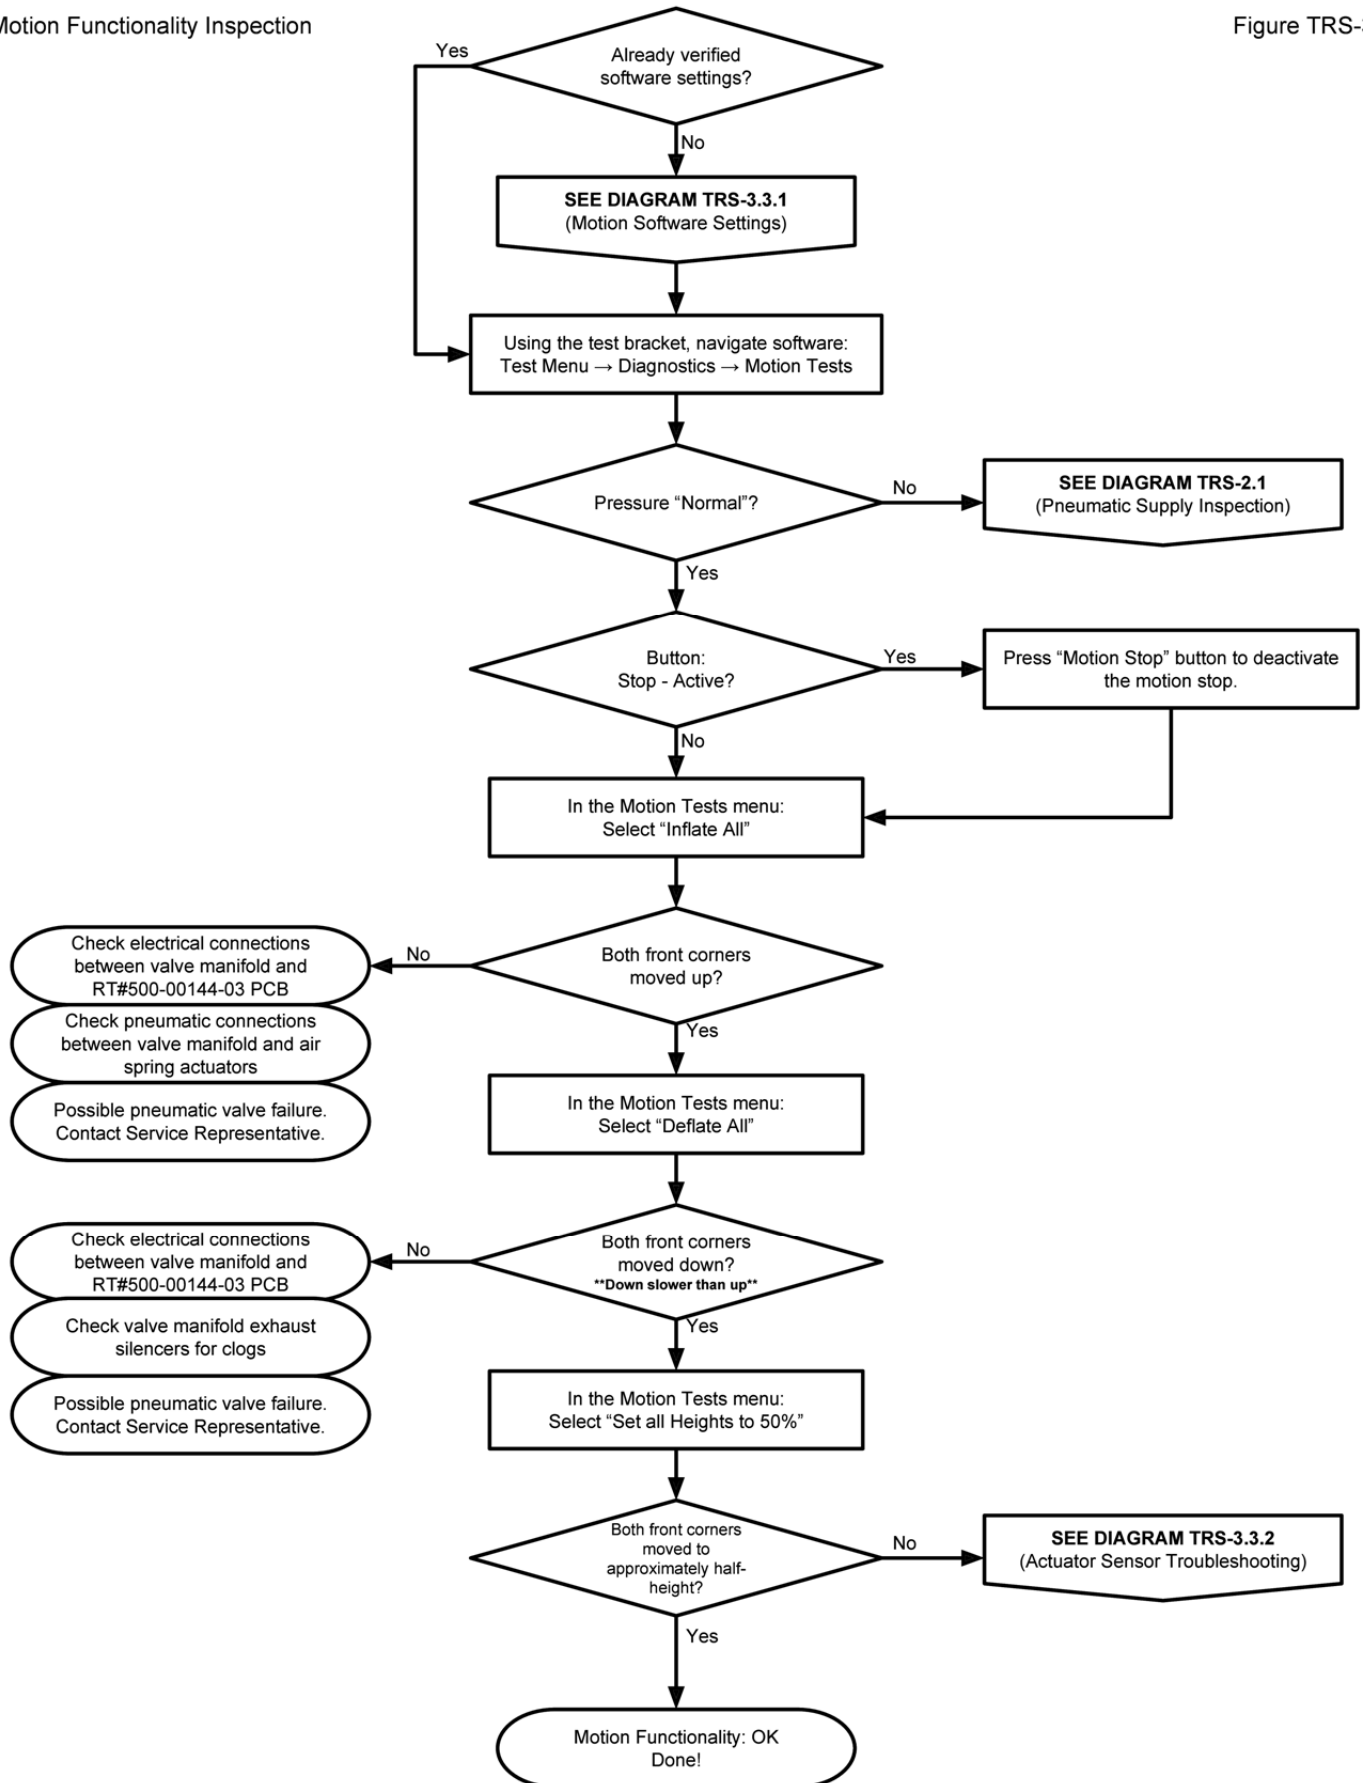 Motion Functionality Inspection
Figure TRS-3
Already verified
software settings?
Yes
No
SEE DIAGRAM TRS-3.3.1
(Motion Software Settings)
Using the test bracket, navigate software:
Test Menu → Diagnostics → Motion Tests
Pressure “Normal”?
No
SEE DIAGRAM TRS-2.1
(Pneumatic Supply Inspection)
Yes
Button:
Stop - Active?
Yes
Press “Motion Stop” button to deactivate
the motion stop.
No
In the Motion Tests menu:
Select “Inflate All”
Both front corners
moved up?
No
Check electrical connections
between valve manifold and
RT#500-00144-03 PCB
Check pneumatic connections
between valve manifold and air
spring actuators
Possible pneumatic valve failure.
Contact Service Representative.
Yes
In the Motion Tests menu:
Select “Deflate All”
Both front corners
moved down?
**Down slower than up**
No
Check electrical connections
between valve manifold and
RT#500-00144-03 PCB
Check valve manifold exhaust
silencers for clogs
Possible pneumatic valve failure.
Contact Service Representative.
Yes
In the Motion Tests menu:
Select “Set all Heights to 50%”
Both front corners
moved to
approximately half-
height?
No
SEE DIAGRAM TRS-3.3.2
(Actuator Sensor Troubleshooting)
Yes
Motion Functionality: OK
Done!